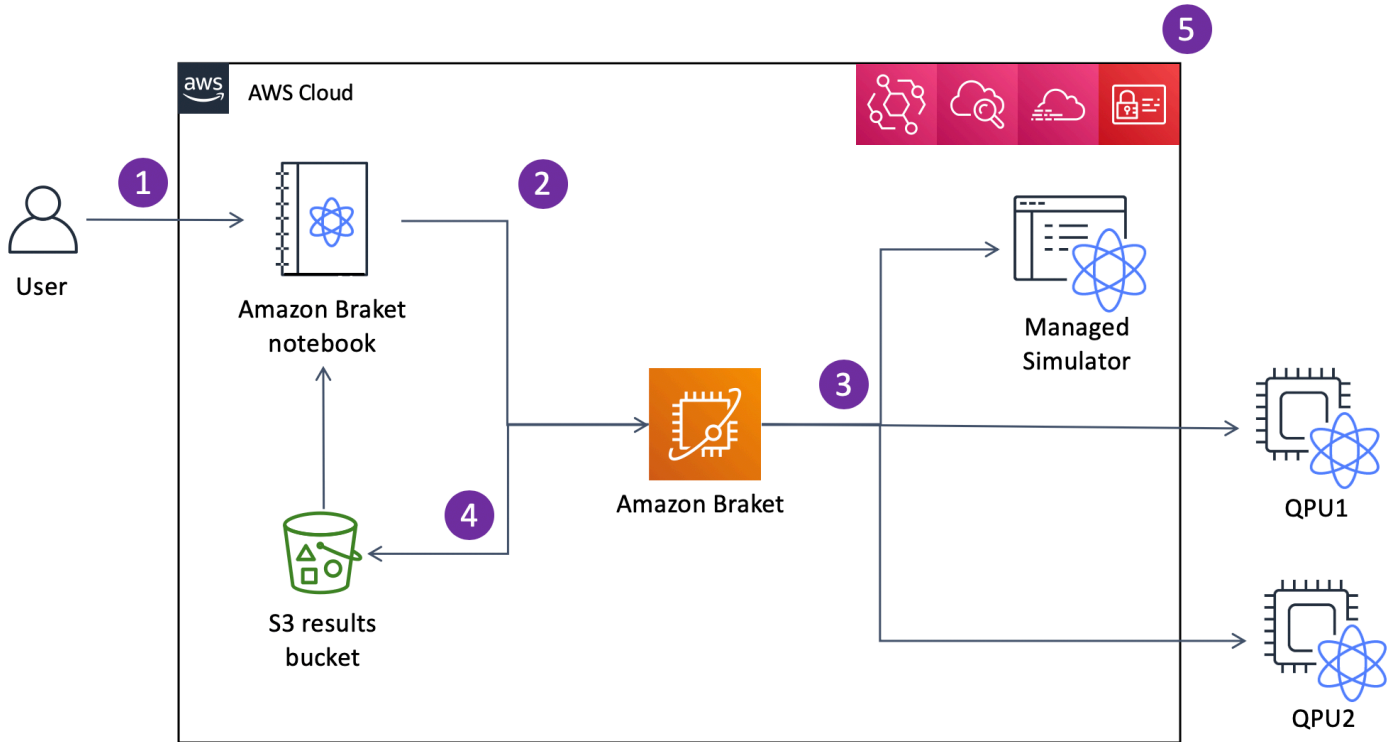 5
aws
AWS Cloud
1
2
User
Amazon Braket
notebook
Managed
Simulator
3
Amazon Braket
QPU1
4
S3 results
bucket
QPU2